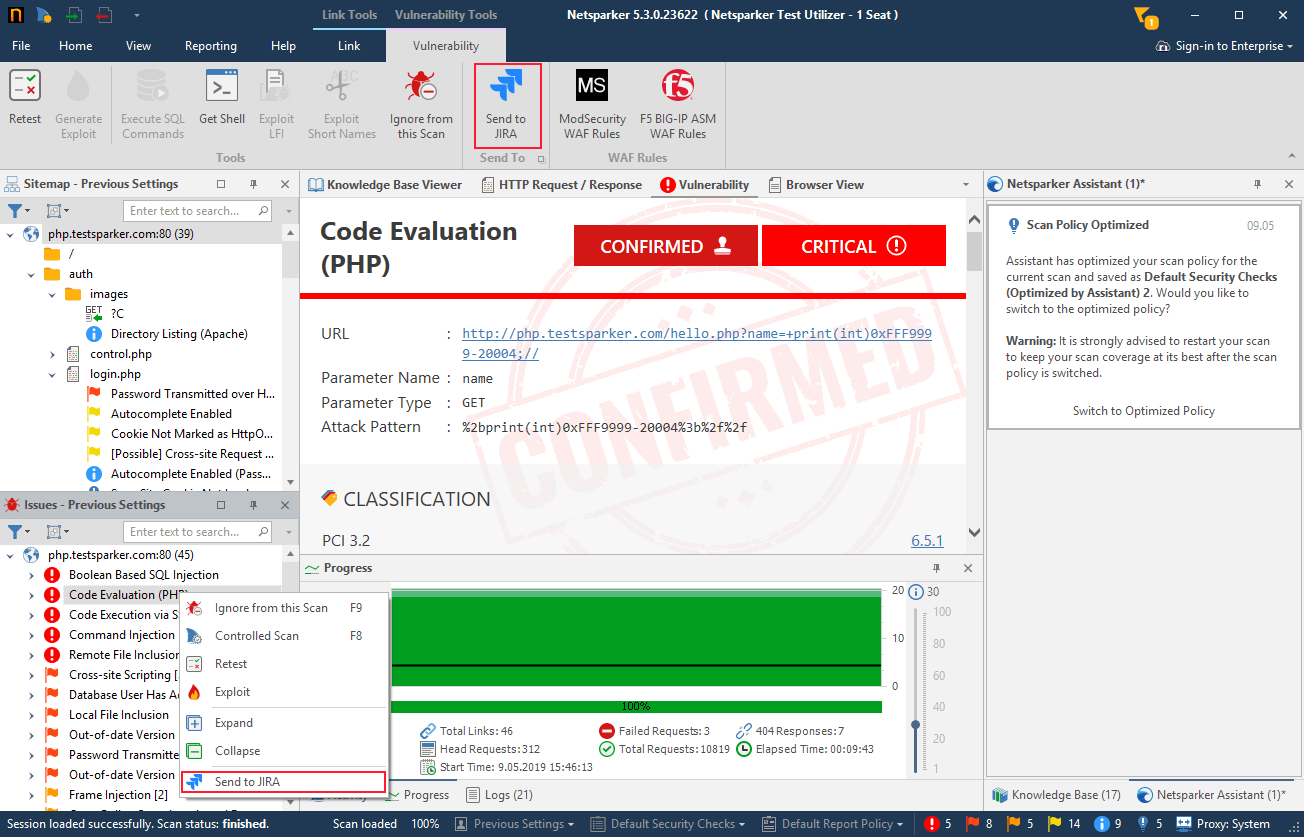 Link Tools
Vulnerability Tools
Netsparker 5.3.0.23622 ( Netsparker Test Utilizer - 1 Seat )
1
File
Home
View
Reporting
Help
Link
Vulnerability
Sign-in to Enterprise
Retest
Generate
Exploit
Execute SQL
Commands
Get Shell
Exploit
LFI
ABC
Exploit
Short Names
Ignore from
this Scan
Send to
JIRA
MS
ModSecurity
WAF Rules
f5
F5 BIG-IP ASM
WAF Rules
Tools
Send To
WAF Rules
Sitemap - Previous Settings
Enter text to search...
php.testsparker.com:80 (39)
/
auth
images
GET ?C
Directory Listing (Apache)
control.php
login.php
Password Transmitted over H...
Autocomplete Enabled
Cookie Not Marked as HttpO...
[Possible] Cross-site Request ...
Autocomplete Enabled (Pass...
Issues - Previous Settings
Enter text to search...
php.testsparker.com:80 (45)
Boolean Based SQL Injection
Code Evaluation (PHP)
Code Execution via S
Command Injection
Remote File Inclusion
Cross-site Scripting [
Database User Has A
Local File Inclusion
Out-of-date Version
Password Transmitte
Out-of-date Version
Frame Injection [2]
Ignore from this Scan F9
Controlled Scan F8
Retest
Exploit
Expand
Collapse
Send to JIRA
Knowledge Base Viewer
HTTP Request / Response
Vulnerability
Browser View
Code Evaluation
(PHP)
CONFIRMED
CRITICAL
CONFIRMED
URL : http://php.testsparker.com/hello.php?name=+print(int)0xFFF999
9-20004;//
Parameter Name : name
Parameter Type : GET
Attack Pattern : %2bprint(int)0xFFF9999-20004%3b%2f%2f
CLASSIFICATION
PCI 3.2 6.5.1
Progress
20
10
0
30
100
80
60
40
20
1
100%
Total Links: 46
Failed Requests: 3
404 Responses: 7
Head Requests: 312
Total Requests: 10819
Elapsed Time: 00:09:43
Start Time: 9.05.2019 15:46:13
Activity
Progress
Logs (21)
Netsparker Assistant (1)*
Scan Policy Optimized 09.05
Assistant has optimized your scan policy for the
current scan and saved as Default Security Checks
(Optimized by Assistant) 2. Would you like to
switch to the optimized policy?
Warning: It is strongly advised to restart your scan
to keep your scan coverage at its best after the scan
policy is switched.
Switch to Optimized Policy
Knowledge Base (17)
Netsparker Assistant (1)*
Session loaded successfully. Scan status: finished.
Scan loaded
100%
Previous Settings
Default Security Checks
Default Report Policy
5
8
5
14
9
5
Proxy: System